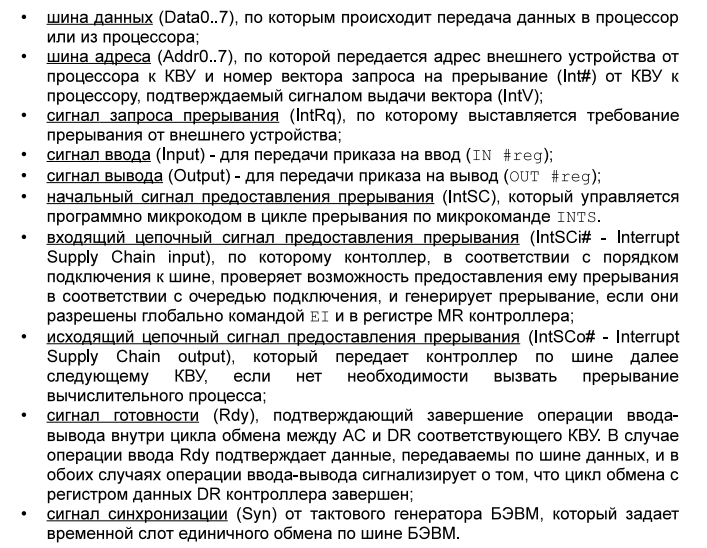 • шина данных (Data0..7), по которым происходит передача данных в процессор
или из процессора;
• шина адреса (Addr0..7), по которой передается адрес внешнего устройства от
процессора к КВУ и номер вектора запроса на прерывание (Int#) от КВУ к
процессору, подтверждаемый сигналом выдачи вектора (IntV);
• сигнал запроса прерывания (IntRq), по которому выставляется требование
прерывания от внешнего устройства;
• сигнал ввода (Input) - для передачи приказа на ввод (IN #reg);
• сигнал вывода (Output) - для передачи приказа на вывод (OUT #reg);
• начальный сигнал предоставления прерывания (IntSC), который управляется
программно микрокодом в цикле прерывания по микрокоманде INTS.
• входящий цепочный сигнал предоставления прерывания (IntSCi# - Interrupt
Supply Chain input), по которому контоллер, в соответствии с порядком
подключения к шине, проверяет возможность предоставления ему прерывания
в соответствии с очередью подключения, и генерирует прерывание, если они
разрешены глобально командой EI и в регистре MR контроллера;
• исходящий цепочный сигнал предоставления прерывания (IntSCo# - Interrupt
Supply Chain output), который передает контроллер по шине далее
следующему КВУ, если нет необходимости вызвать прерывание
вычислительного процесса;
• сигнал готовности (Rdy), подтверждающий завершение операции ввода-
вывода внутри цикла обмена между AC и DR соответствующего КВУ. В случае
операции ввода Rdy подтверждает данные, передаваемы по шине данных, и в
обоих случаях операции ввода-вывода сигнализирует о том, что цикл обмена с
регистром данных DR контроллера завершен;
• сигнал синхронизации (Syn) от тактового генератора БЭВМ, который задает
временной слот единичного обмена по шине БЭВМ.